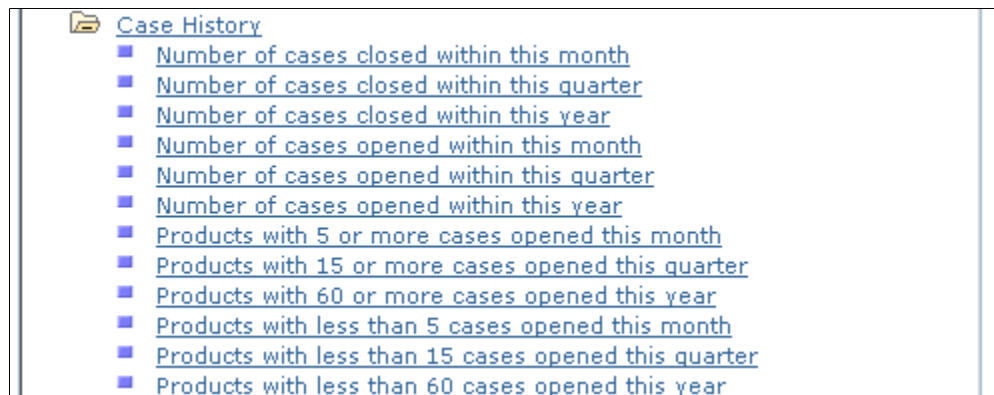 Case History
Number of cases closed within this month
Number of cases closed within this quarter
Number of cases closed within this year
Number of cases opened within this month
Number of cases opened within this quarter
Number of cases opened within this year
Products with 5 or more cases opened this month
Products with 15 or more cases opened this quarter
Products with 60 or more cases opened this year
Products with less than 5 cases opened this month
Products with less than 15 cases opened this quarter
Products with less than 60 cases opened this year